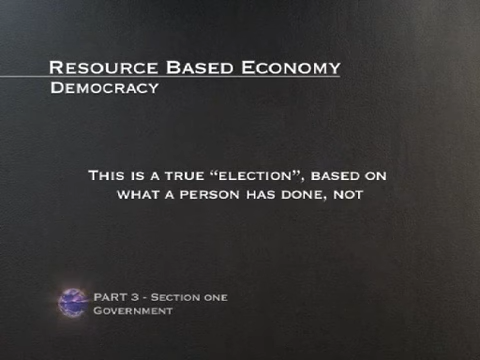 Resource Based Economy
Democracy
This is a true “election”, based on
what a person has done, not
PART 3 - Section one
Government